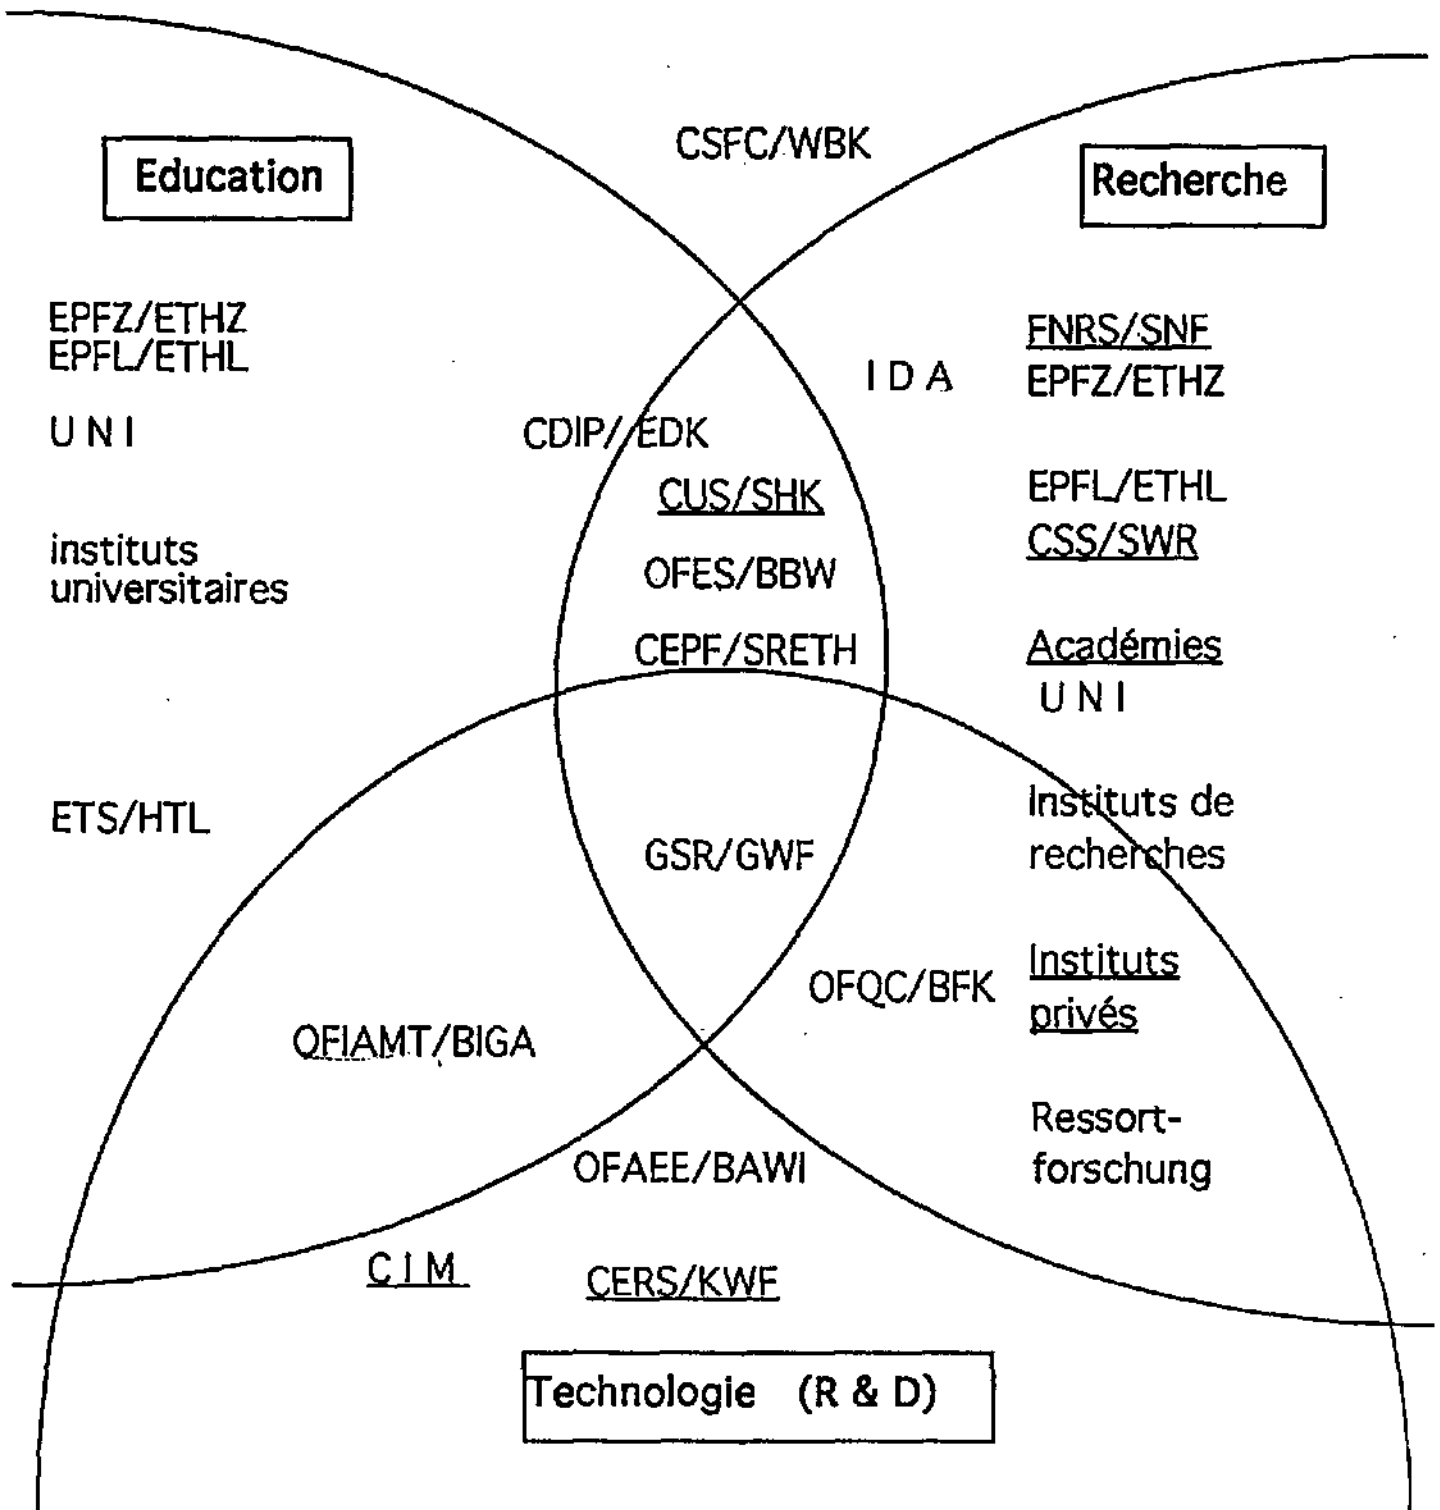 CSFC/WBK
Education
Recherche
EPFZ/ETHZ
EPFL/ETHL
U N I
instituts
universitaires
ETS/HTL
CDIP/EDK
CUS/SHK
OFES/BBW
CEPF/SRETH
GSR/GWF
I D A
FNRS/SNF
EPFZ/ETHZ
EPFL/ETHL
CSS/SWR
Académies
U N I
Instituts de
recherches
OFQC/BFK
Instituts
privés
Ressort-
forschung
OFIAMT/BIGA
OFAEE/BAWI
C I M
CERS/KWF
Technologie (R & D)